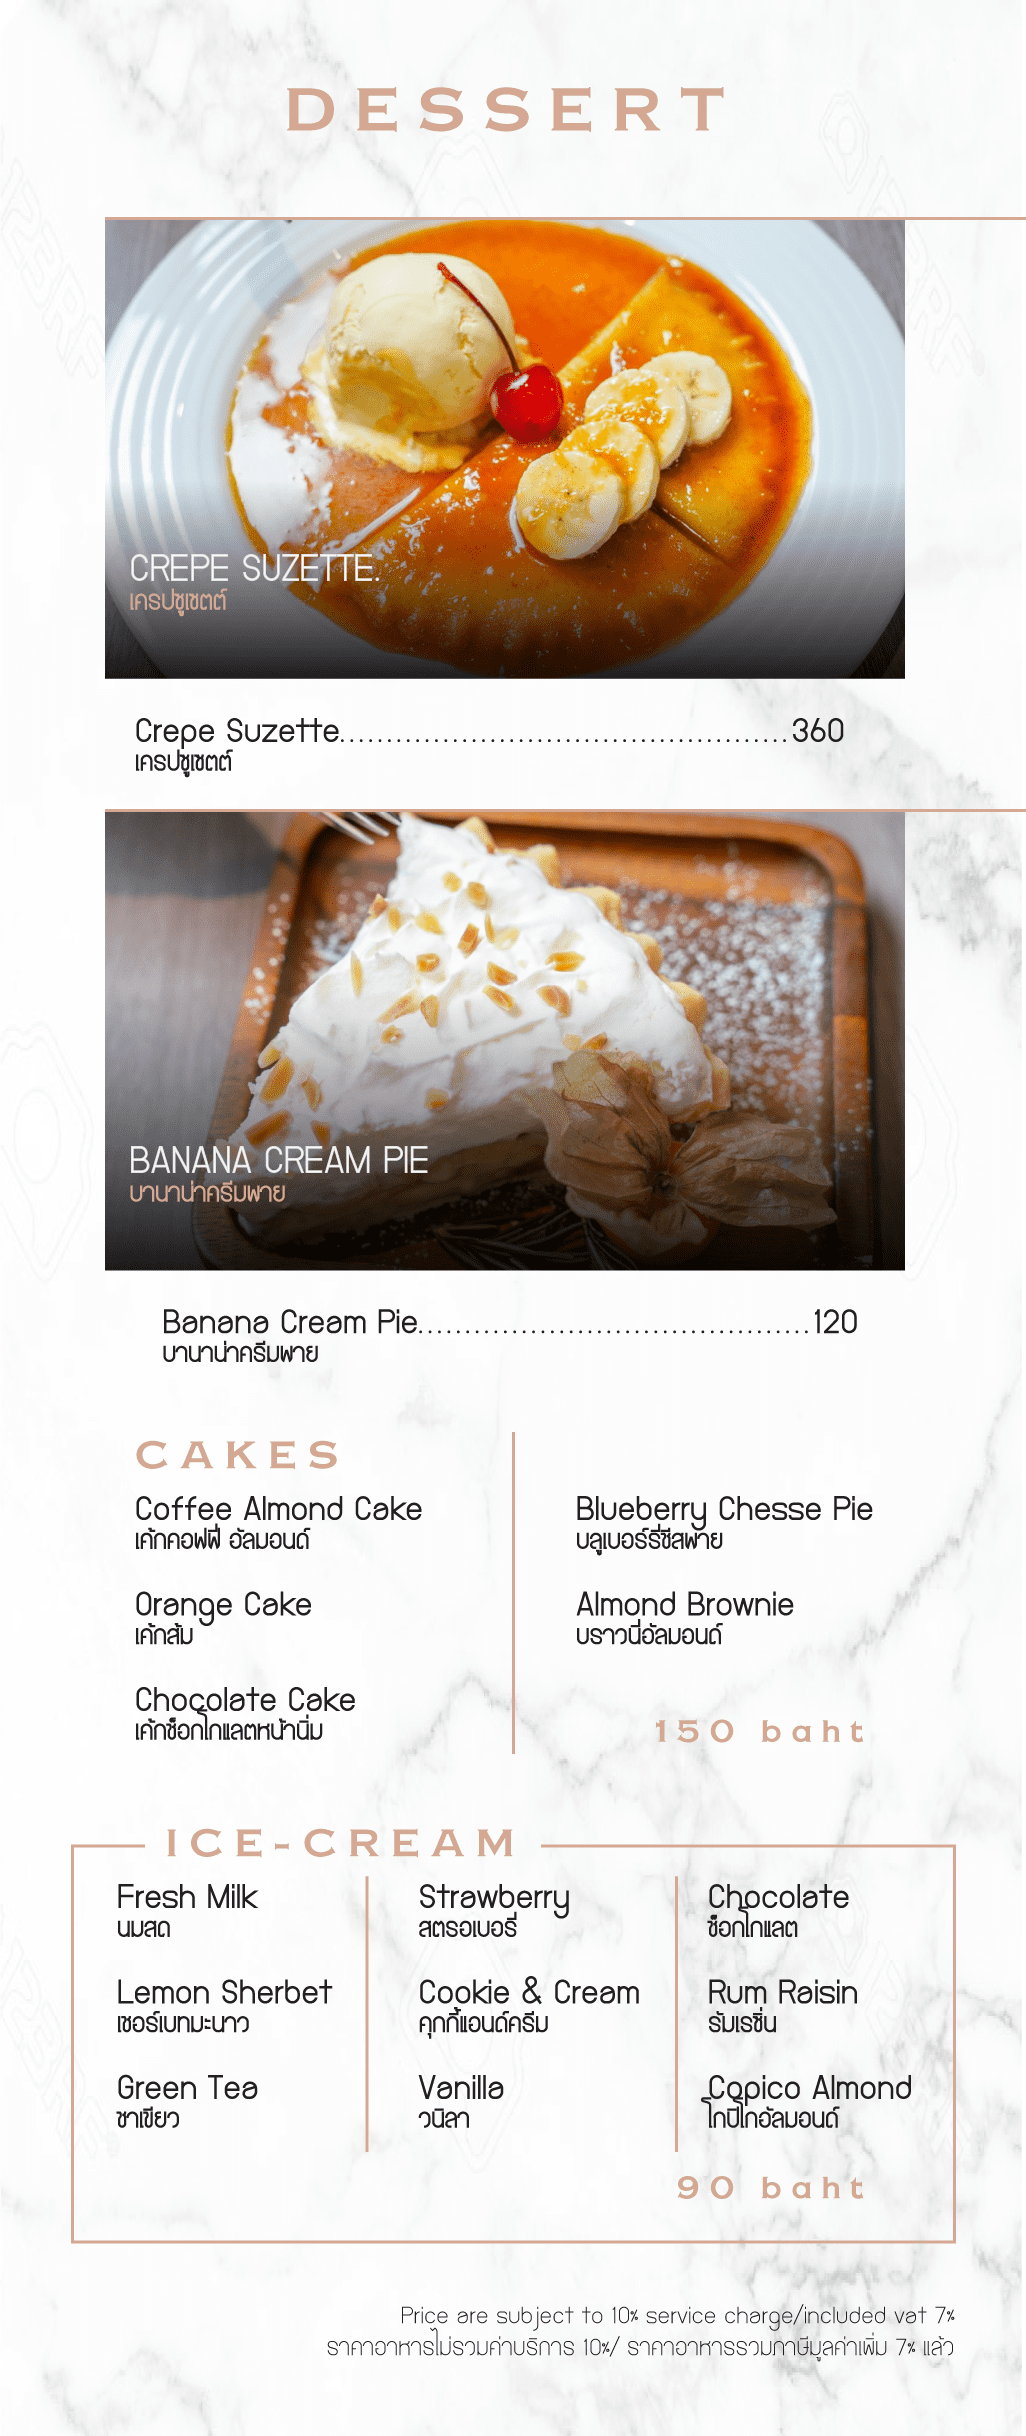 DESSERT
CREPE SUZETTE.
เครปซูเซตต์
Crepe Suzette................................................360
เครปซูเซตต์
BANANA CREAM PIE
บานาน่าครีมพาย
Banana Cream Pie..........................................120
บานาน่าครีมพาย
CAKES
Coffee Almond Cake
เค้กคอฟฟี่ อัลมอนด์
Orange Cake
เค้กส้ม
Chocolate Cake
เค้กช็อกโกแลตหน้านิ่ม
Blueberry Chesse Pie
บลูเบอร์รี่ชีสพาย
Almond Brownie
บราวนี่อัลมอนด์
150 baht
ICE-CREAM
Fresh Milk
นมสด
Lemon Sherbet
เชอร์เบทมะนาว
Green Tea
ชาเขียว
Strawberry
สตรอเบอรี่
Cookie & Cream
คุกกี้แอนด์ครีม
Vanilla
วนิลา
Chocolate
ช็อกโกแลต
Rum Raisin
รัมเรซิ่น
Copico Almond
โกปิโกอัลมอนด์
90 baht
Price are subject to 10% service charge/included vat 7%
ราคาอาหารไม่รวมค่าบริการ 10%/ ราคาอาหารรวมภาษีมูลค่าเพิ่ม 7% แล้ว